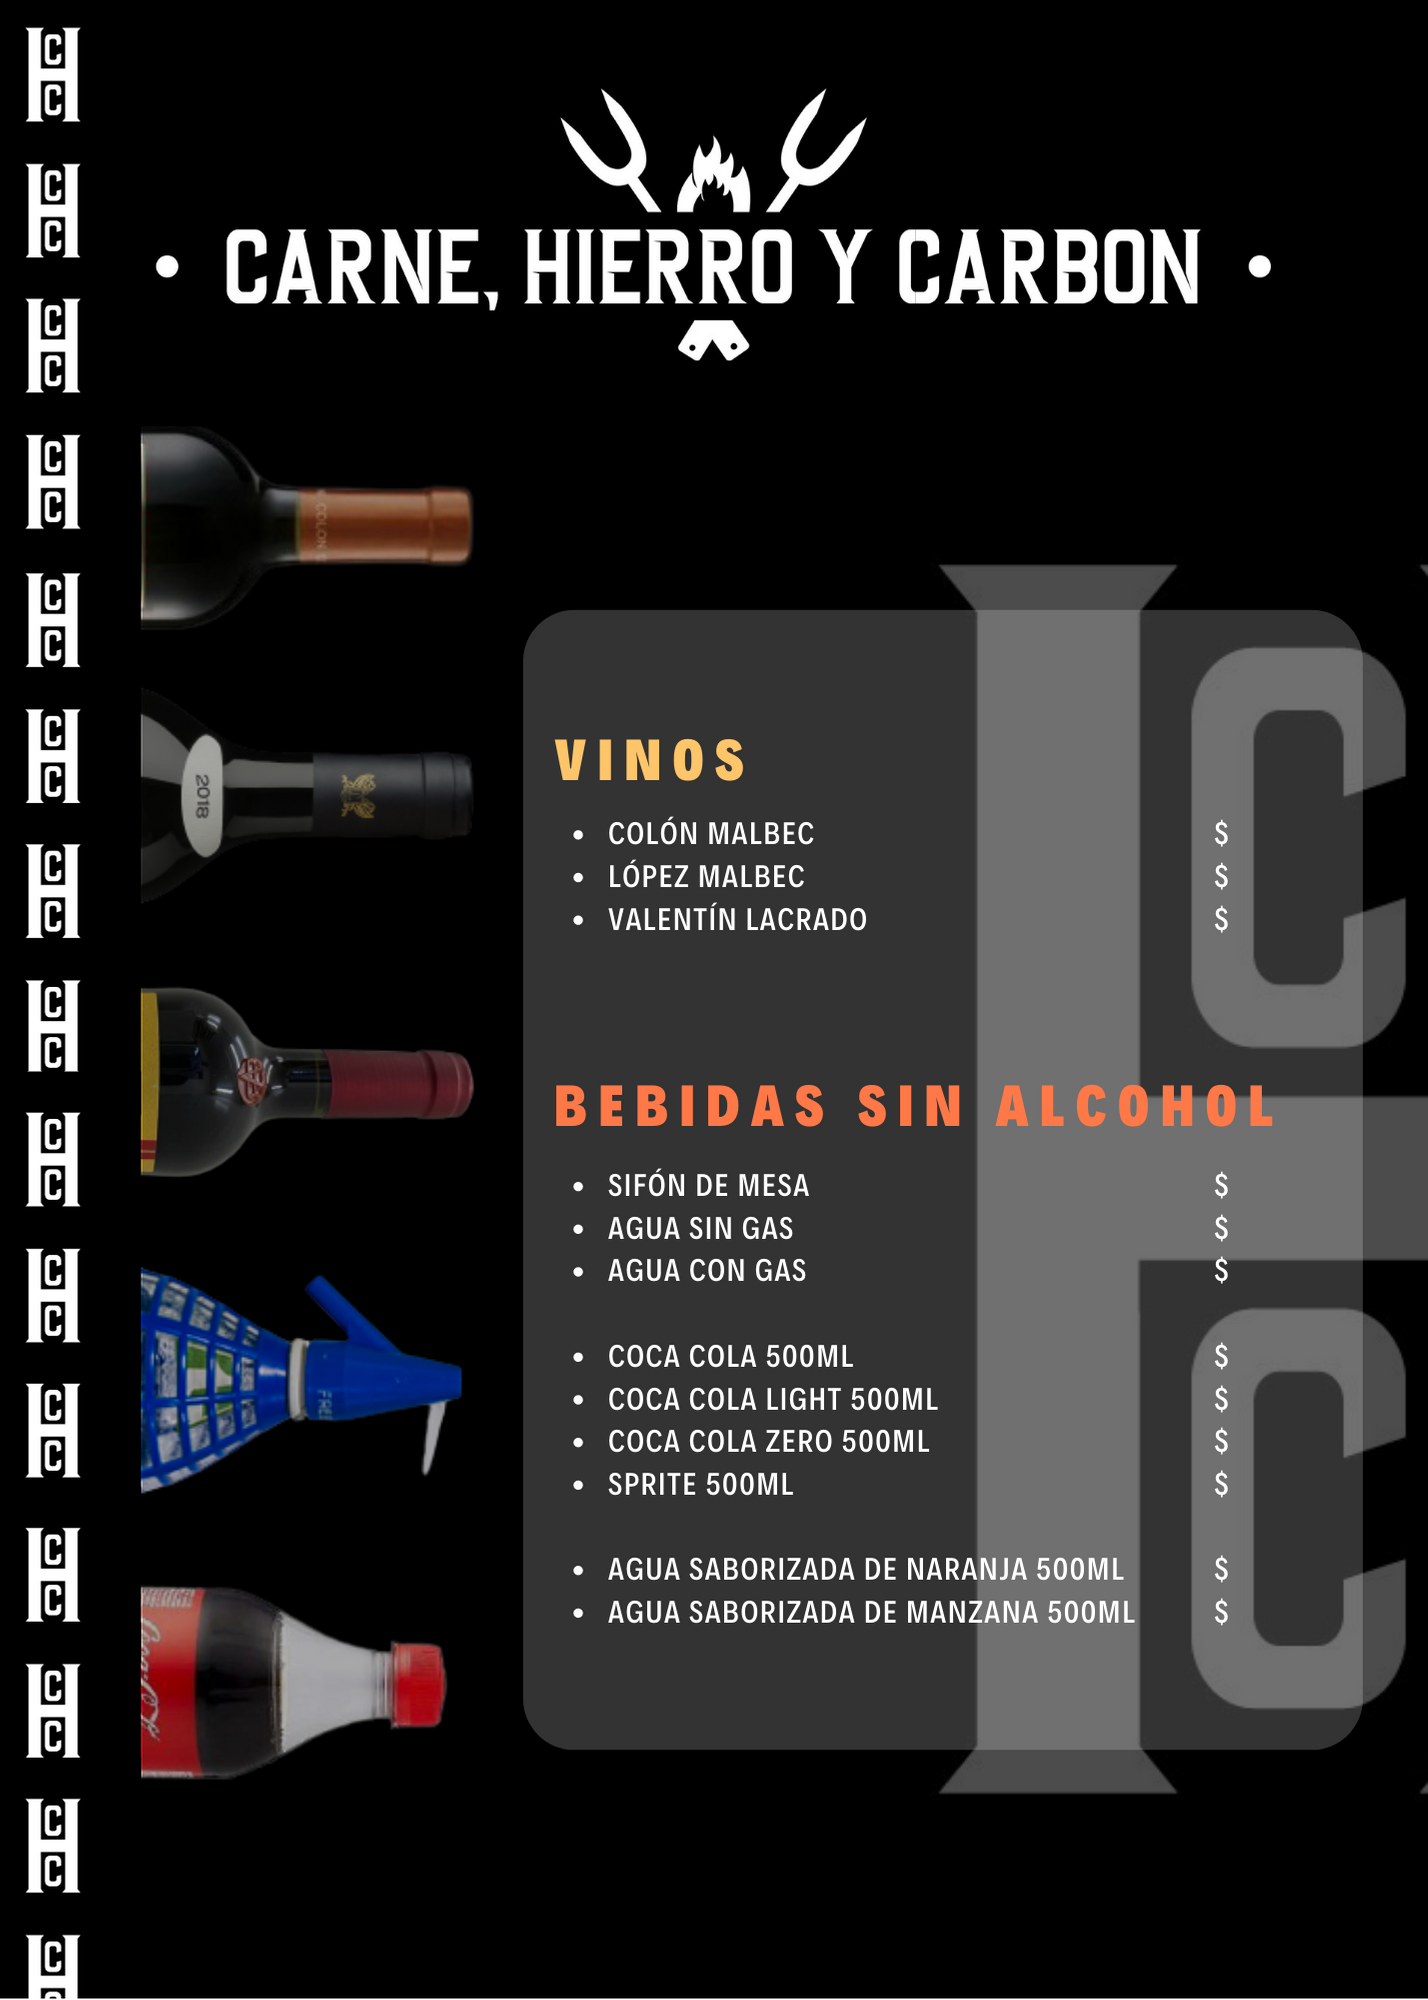 CARNE, HIERRO Y CARBON
COLON
2018
VINOS
• COLÓN MALBEC $
• LÓPEZ MALBEC $
• VALENTÍN LACRADO $
BEBIDAS SIN ALCOHOL
• SIFÓN DE MESA $
• AGUA SIN GAS $
• AGUA CON GAS $
• COCA COLA 500ML $
• COCA COLA LIGHT 500ML $
• COCA COLA ZERO 500ML $
• SPRITE 500ML $
• AGUA SABORIZADA DE NARANJA 500ML $
• AGUA SABORIZADA DE MANZANA 500ML $